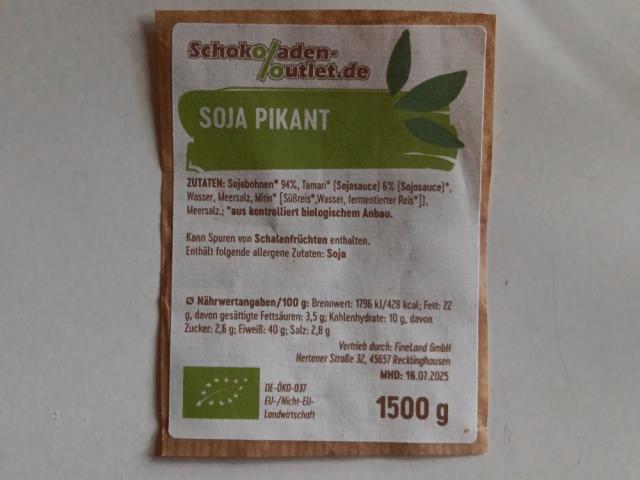 Schoko%aden-
%outlet.de
SOJA PIKANT
ZUTATEN: Sojabohnen* 94%, Tamari* (Sojasauce) 6% (Sojasauce)*,
Wasser, Meersalz, Mirin* [Süßreis*,Wasser, fermentierter Reis*]),
Meersalz.; *aus kontrolliert biologischem Anbau.
Kann Spuren von Schalenfrüchten enthalten.
Enthält folgende allergene Zutaten: Soja
Ø Nährwertangaben/100 g: Brennwert: 1796 kJ/428 kcal; Fett: 22
g, davon gesättigte Fettsäuren: 3,5 g; Kohlenhydrate: 10 g, davon
Zucker: 2,6 g; Eiweiß: 40 g; Salz: 2,8 g
Vertrieb durch: FineLand GmbH
Hertener Straße 32, 45657 Recklinghausen
MHD: 16.07.2025
DE-ÖKO-037
EU-/Nicht-EU-
Landwirtschaft
1500 g